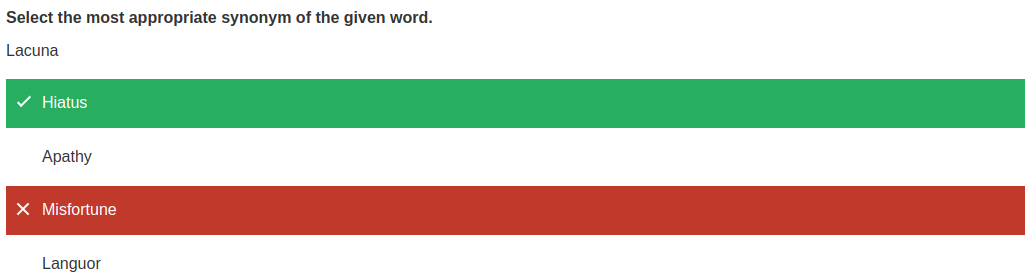 Select the most appropriate synonym of the given word.
Lacuna
Hiatus
Apathy
Misfortune
Languor